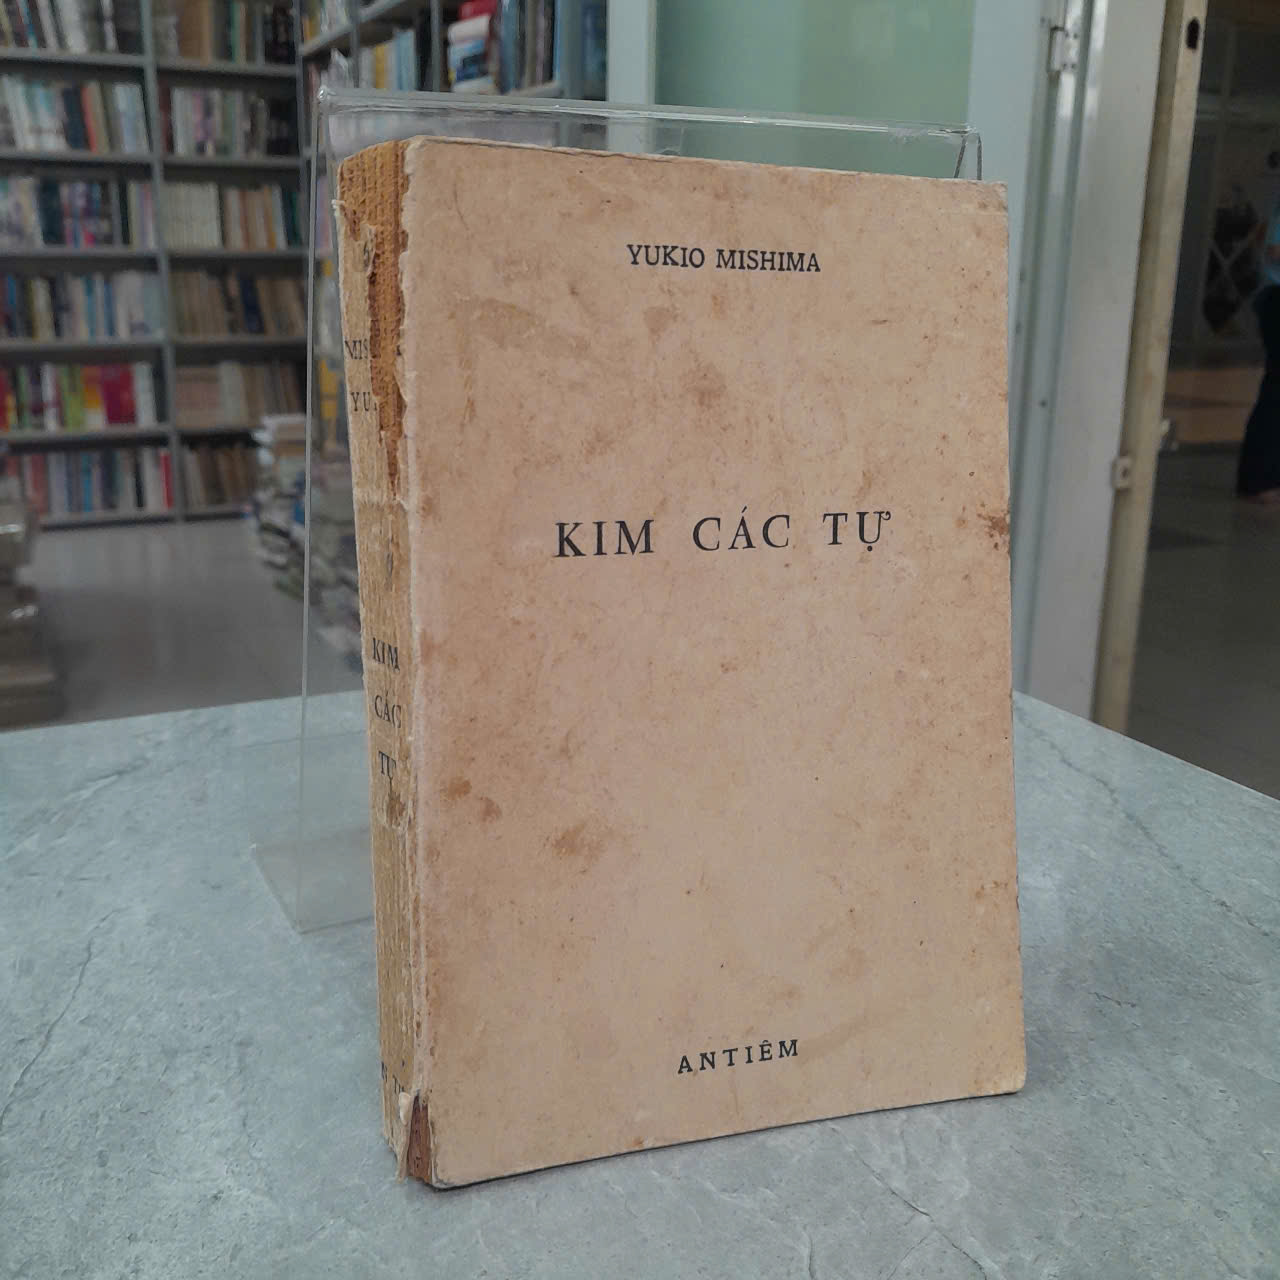 YUKIO MISHIMA
KIM CÁC TỰ
ANTIÊM
KIM
CÁC
TỰ